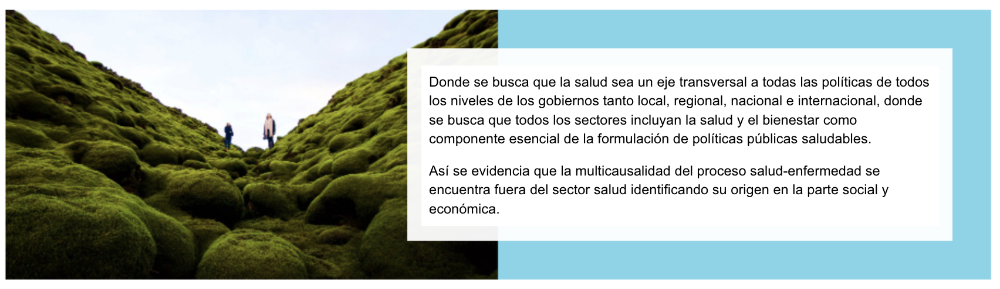 Donde se busca que la salud sea un eje transversal a todas las políticas de todos
los niveles de los gobiernos tanto local, regional, nacional e internacional, donde
se busca que todos los sectores incluyan la salud y el bienestar como
componente esencial de la formulación de políticas públicas saludables.
Así se evidencia que la multicausalidad del proceso salud-enfermedad se
encuentra fuera del sector salud identificando su origen en la parte social y
económica.